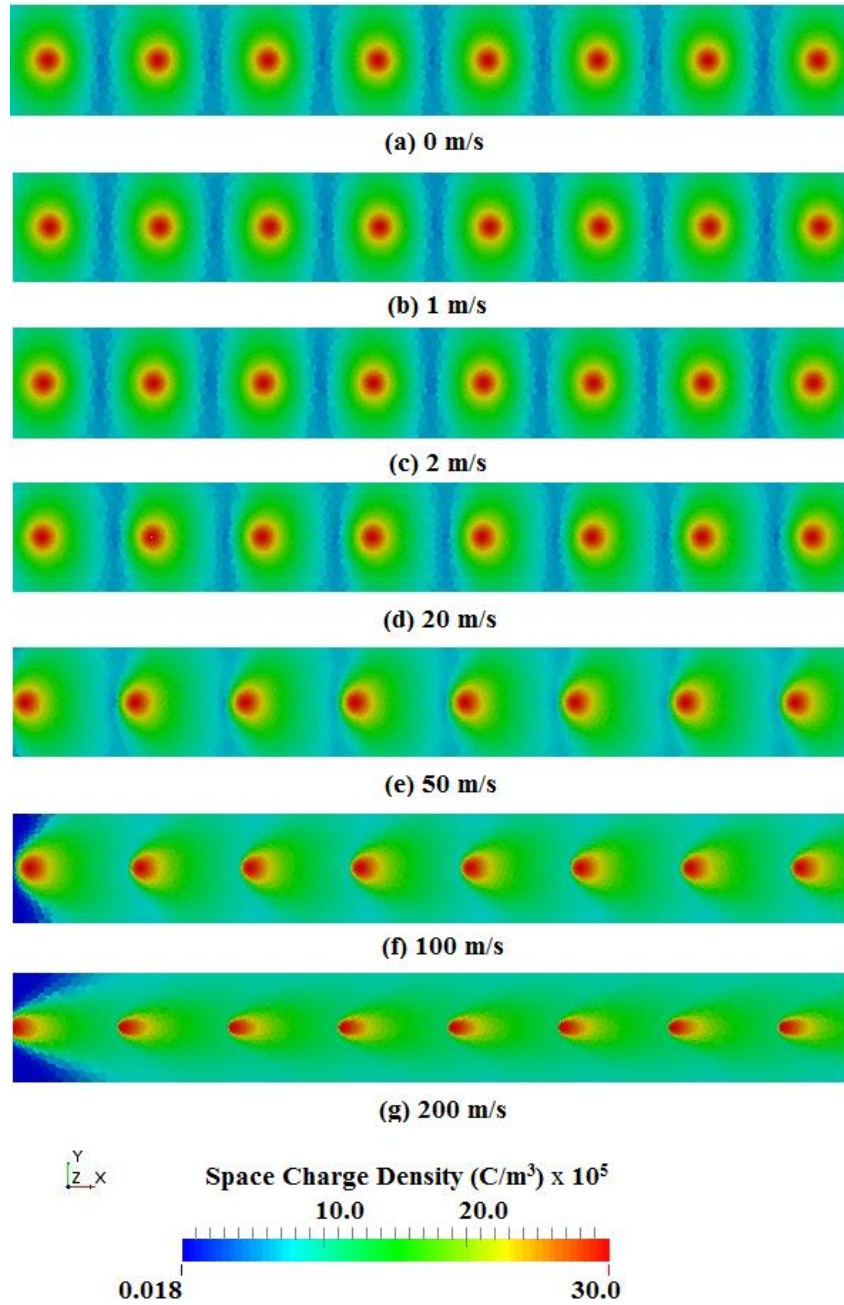 (a) 0 m/s
(b) 1 m/s
(c) 2 m/s
(d) 20 m/s
(e) 50 m/s
(f) 100 m/s
(g) 200 m/s
Y
Z X
Space Charge Density (C/m³) x 10⁵
10.0 20.0
0.018 30.0